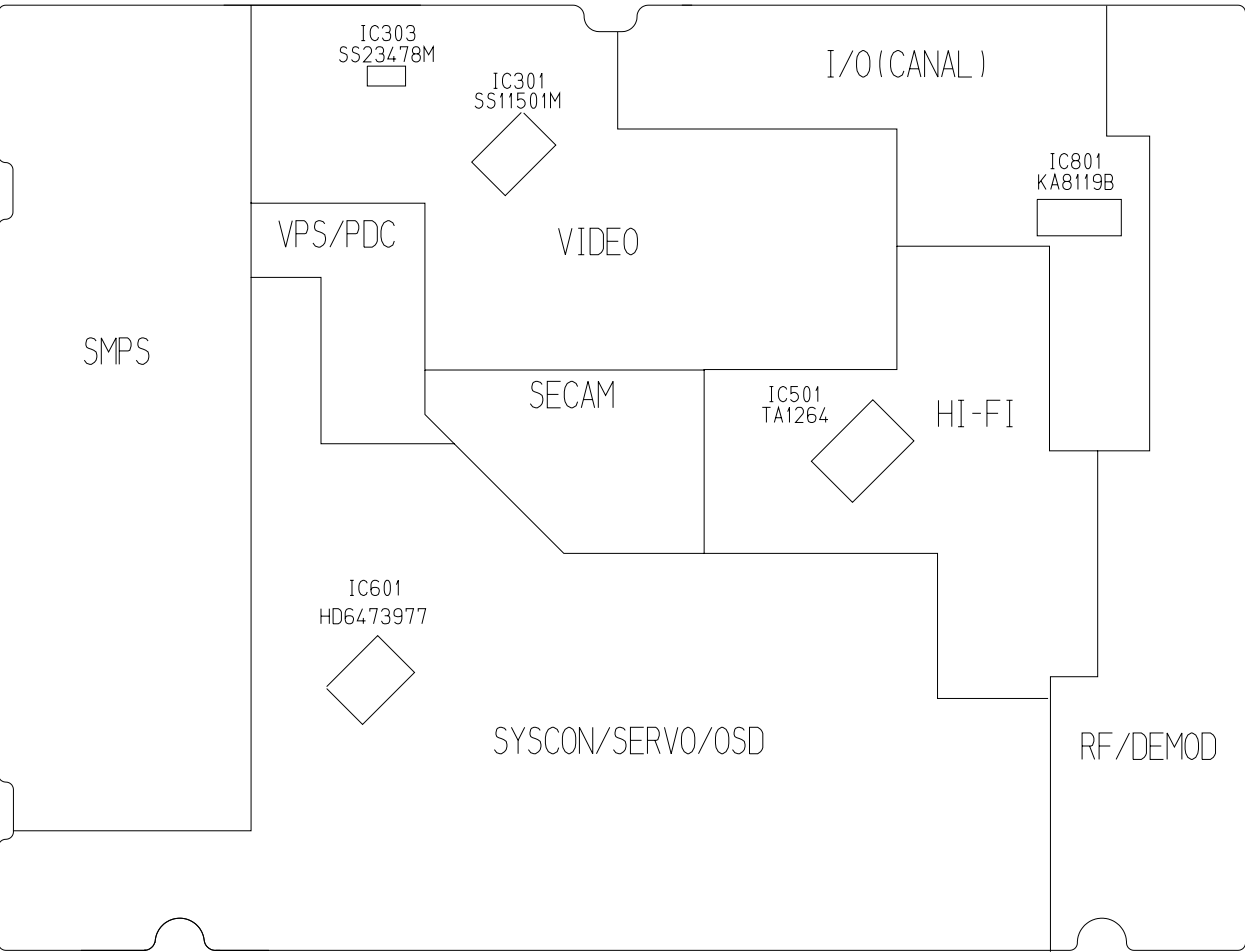 IC303
SS23478M
IC301
SS11501M
I/O(CANAL)
IC801
KA8119B
VPS/PDC
VIDEO
SMPS
SECAM
IC501
TA1264
HI-FI
IC601
HD6473977
SYSCON/SERVO/OSD
RF/DEMOD